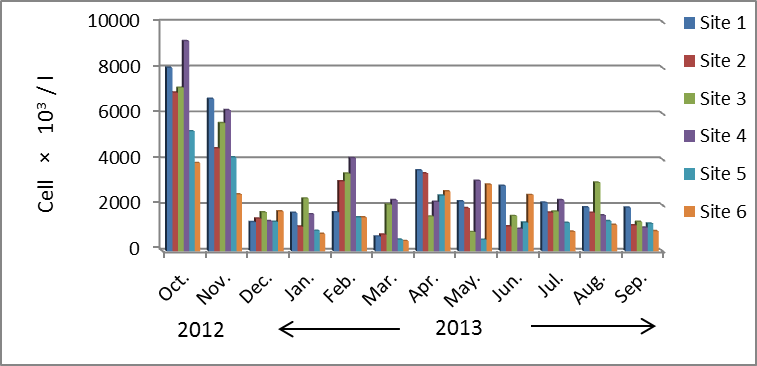 Cell × 10³ / l
10000
8000
6000
4000
2000
0
Oct. Nov. Dec. Jan. Feb. Mar. Apr. May. Jun. Jul. Aug. Sep.
2012 2013
Site 1
Site 2
Site 3
Site 4
Site 5
Site 6